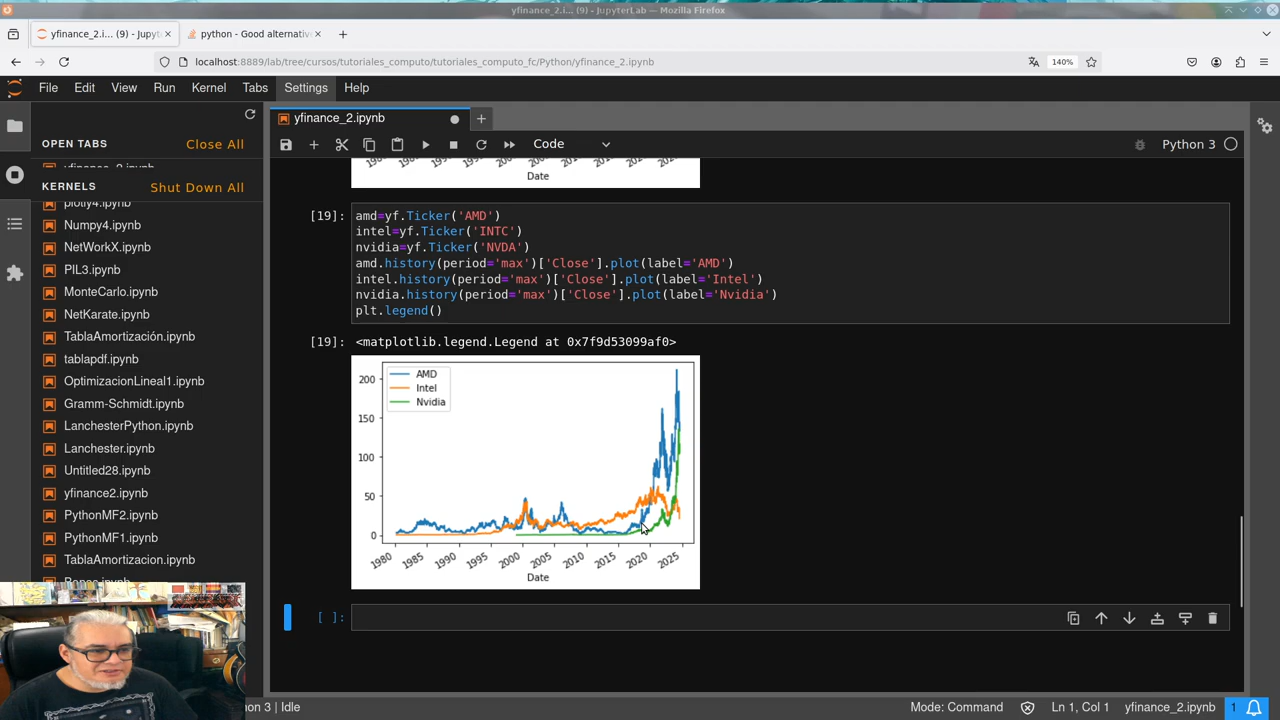 yfinance_2.i... (9) - JupyterLab — Mozilla Firefox
yfinance_2.i… (9) - Jupyt
python - Good alternativ
localhost:8889/lab/tree/cursos/tutoriales_computo/tutoriales_computo_fc/Python/yfinance_2.ipynb
140%
File Edit View Run Kernel Tabs Settings Help
yfinance_2.ipynb
OPEN TABS
Close All
Code
Python 3
yfinance_2.ipynb
KERNELS
Shut Down All
plotly4.ipynb
Numpy4.ipynb
NetWorkX.ipynb
PIL3.ipynb
MonteCarlo.ipynb
NetKarate.ipynb
TablaAmortización.ipynb
tablapdf.ipynb
OptimizacionLineal1.ipynb
Gramm-Schmidt.ipynb
LanchesterPython.ipynb
Lanchester.ipynb
Untitled28.ipynb
yfinance2.ipynb
PythonMF2.ipynb
PythonMF1.ipynb
TablaAmortizacion.ipynb
Date
[19]:
amd=yf.Ticker('AMD')
intel=yf.Ticker('INTC')
nvidia=yf.Ticker('NVDA')
amd.history(period='max')['Close'].plot(label='AMD')
intel.history(period='max')['Close'].plot(label='Intel')
nvidia.history(period='max')['Close'].plot(label='Nvidia')
plt.legend()
[19]: <matplotlib.legend.Legend at 0x7f9d53099af0>
AMD
Intel
Nvidia
200
150
100
50
0
1980 1985 1990 1995 2000 2005 2010 2015 2020 2025
Date
[ ]:
on 3 | Idle
Mode: Command
Ln 1, Col 1
yfinance_2.ipynb
1